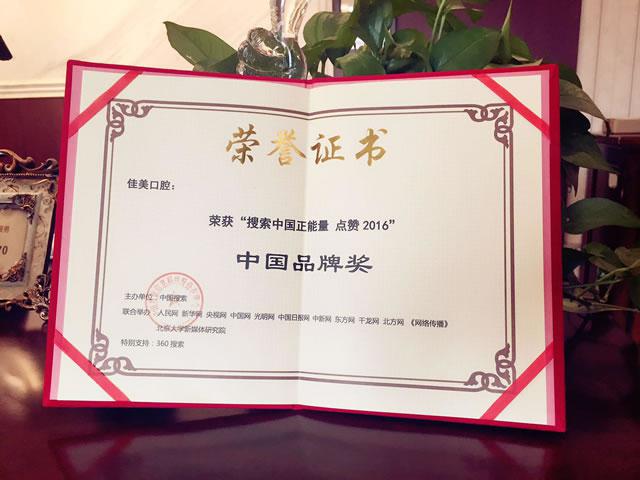 荣誉证书
佳美口腔：
荣获“搜索中国正能量 点赞2016”
中国品牌奖
主办单位：中国搜索
联合举办：人民网 新华网 央视网 中国网 光明网 中国日报网 中新网 东方网 千龙网 北方网 《网络传播》
北京大学新媒体研究院
特别支持：360搜索
70